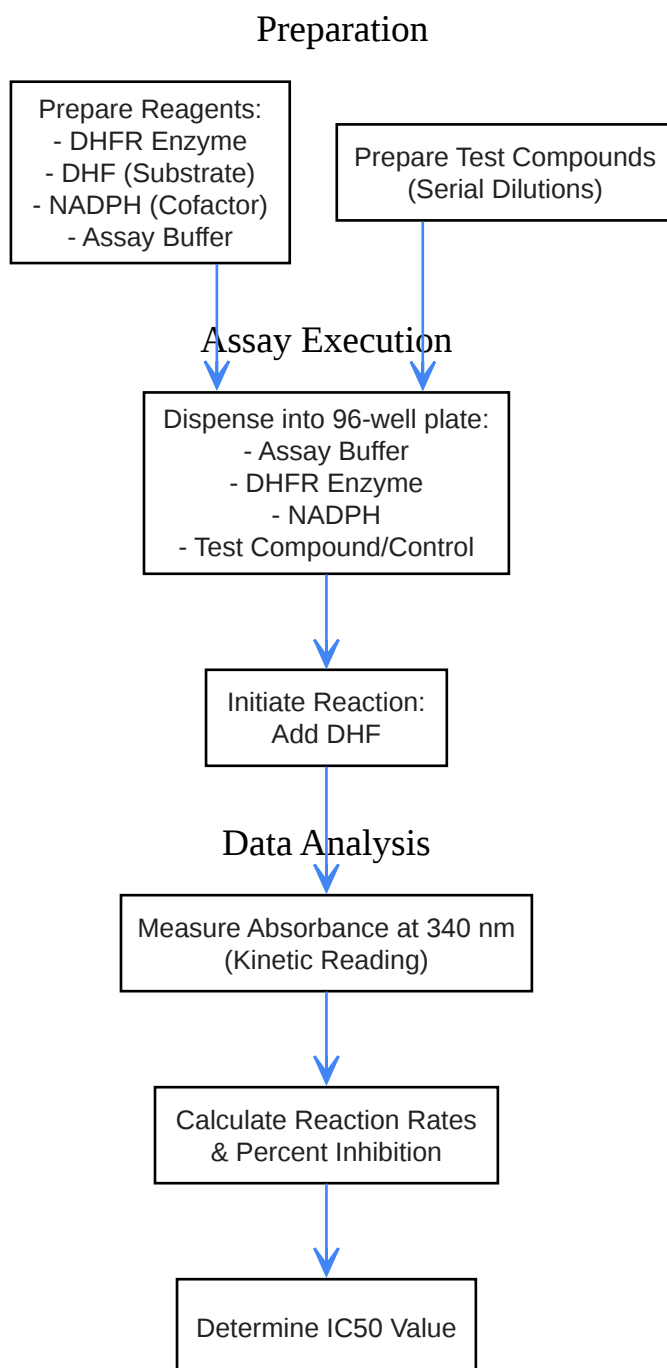 Preparation
Prepare Reagents:
- DHFR Enzyme
- DHF (Substrate)
- NADPH (Cofactor)
- Assay Buffer
Prepare Test Compounds
(Serial Dilutions)
Assay Execution
Dispense into 96-well plate:
- Assay Buffer
- DHFR Enzyme
- NADPH
- Test Compound/Control
Initiate Reaction:
Add DHF
Data Analysis
Measure Absorbance at 340 nm
(Kinetic Reading)
Calculate Reaction Rates
& Percent Inhibition
Determine IC50 Value